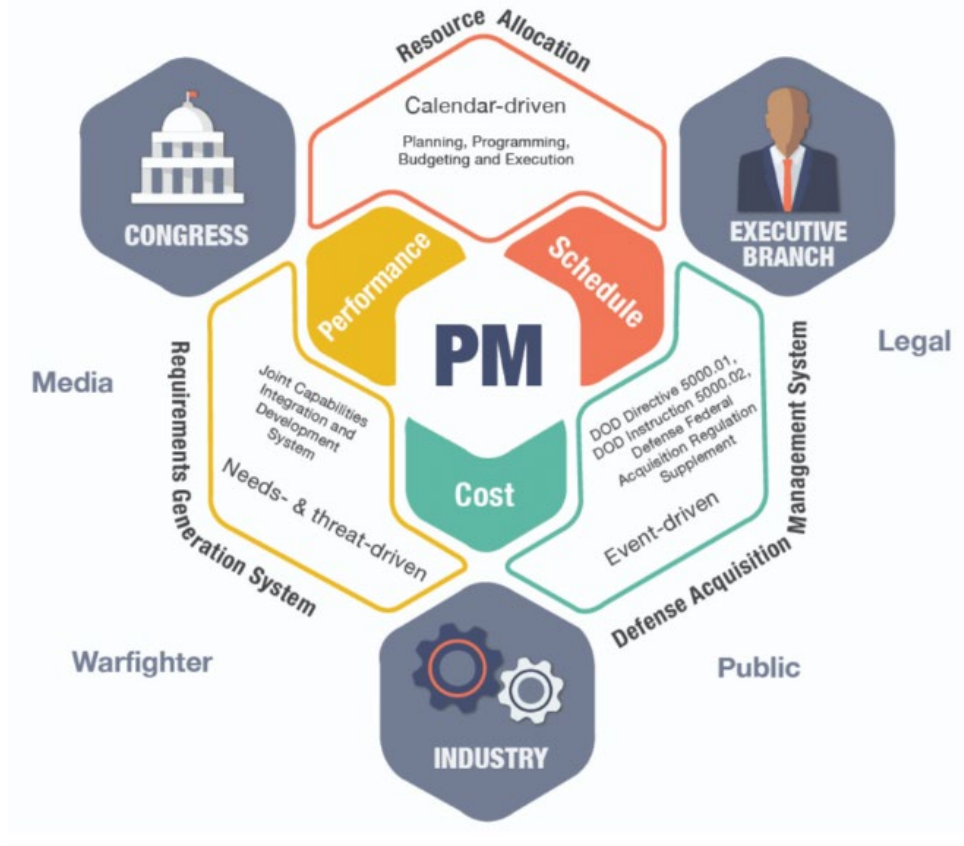 Resource Allocation
Calendar-driven
Planning, Programming,
Budgeting and Execution
CONGRESS
EXECUTIVE
BRANCH
Performance
Schedule
PM
Cost
Media
Legal
Requirements Generation System
Joint Capabilities
Integration and
Development
System
Needs- & threat-driven
DOD Directive 5000.01,
DOD Instruction 5000.02,
Defense Federal
Acquisition Regulation
Supplement
Event-driven
Defense Acquisition Management System
Warfighter
Public
INDUSTRY